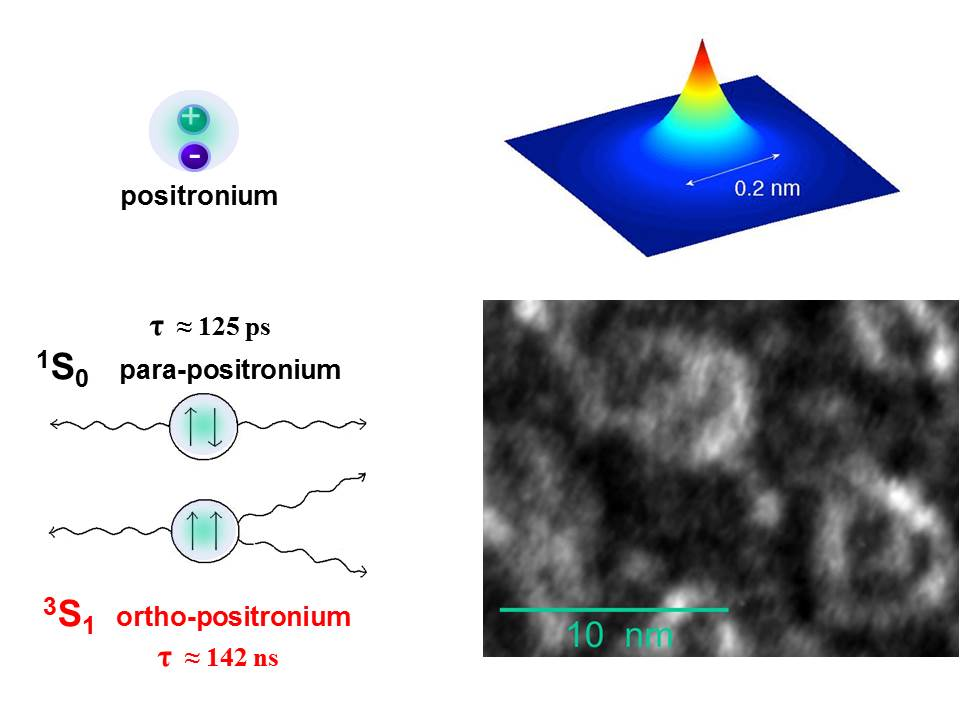 +
-
positronium
0.2 nm
τ ≈ 125 ps
¹S₀ para-positronium
↑↓
↑↑
³S₁ ortho-positronium
τ ≈ 142 ns
10 nm